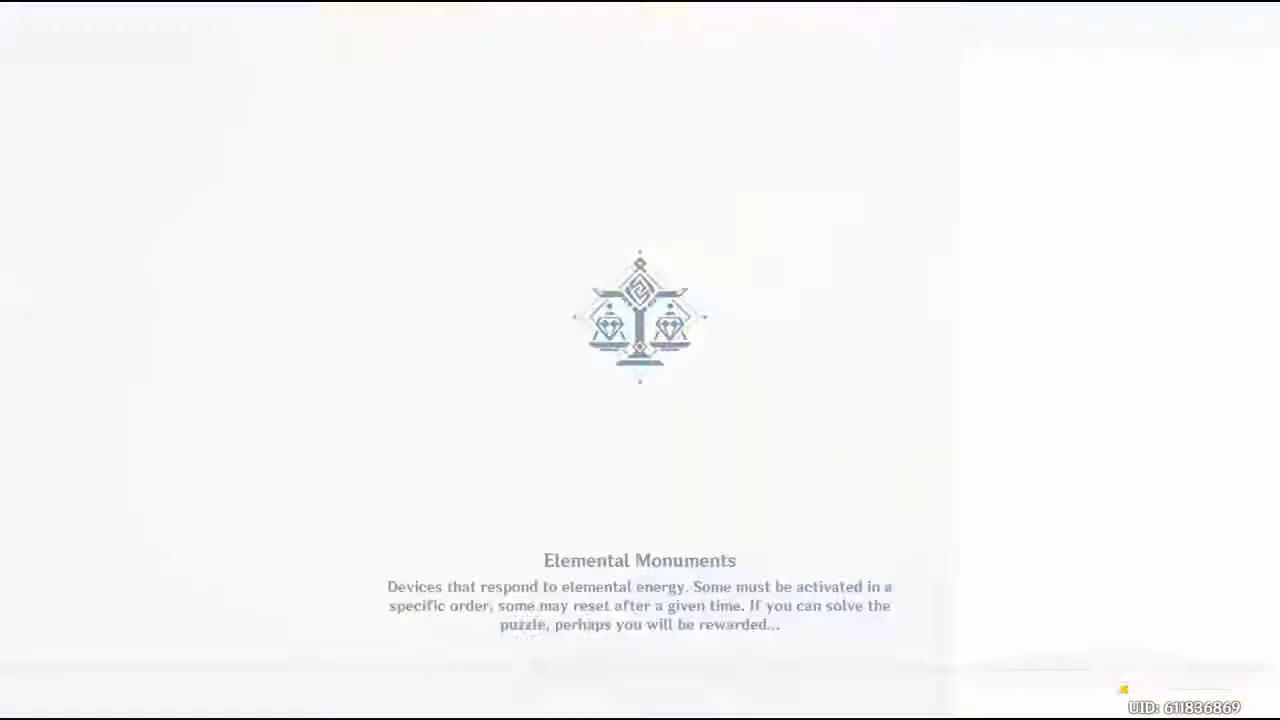 Elemental Monuments
Devices that respond to elemental energy. Some must be activated in a
specific order, some may reset after a given time. If you can solve the
puzzle, perhaps you will be rewarded...
UID: 611836869